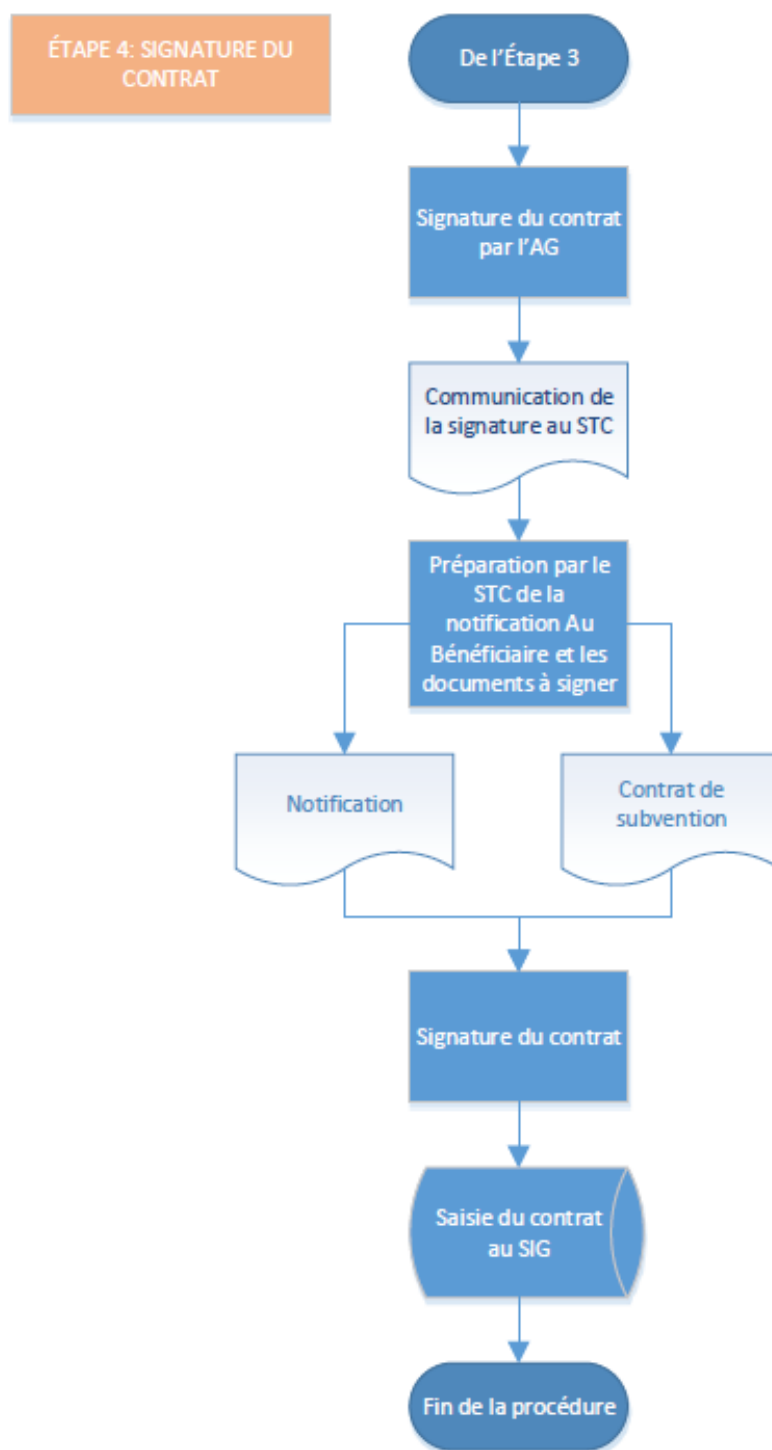 ÉTAPE 4: SIGNATURE DU
CONTRAT
De l'Étape 3
Signature du contrat
par l'AG
Communication de
la signature au STC
Préparation par le
STC de la
notification Au
Bénéficiaire et les
documents à signer
Notification
Contrat de
subvention
Signature du contrat
Saisie du contrat
au SIG
Fin de la procédure